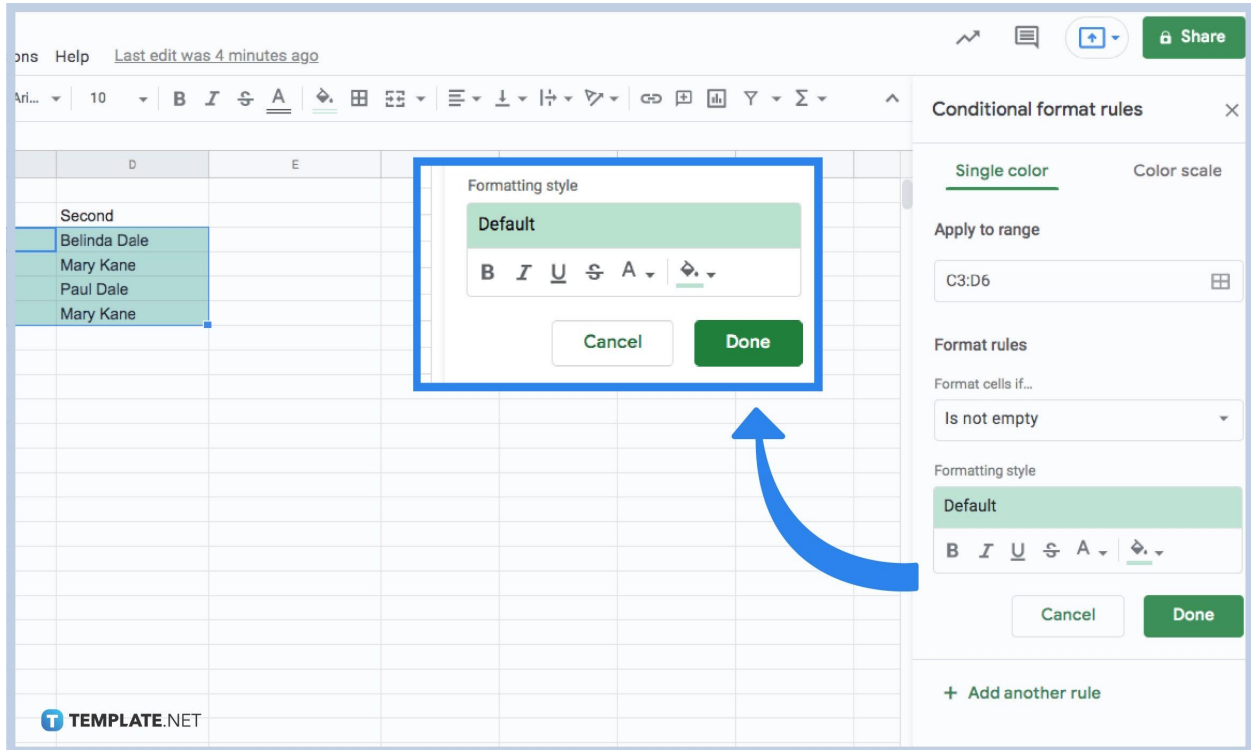 ons Help Last edit was 4 minutes ago
Share
Ari... 10 B I S A
Conditional format rules
D E
Single color Color scale
Second
Belinda Dale
Mary Kane
Paul Dale
Mary Kane
Formatting style
Default
B I U S A
Cancel Done
Apply to range
C3:D6
Format rules
Format cells if...
Is not empty
Formatting style
Default
B I U S A
Cancel Done
+ Add another rule
T TEMPLATE.NET